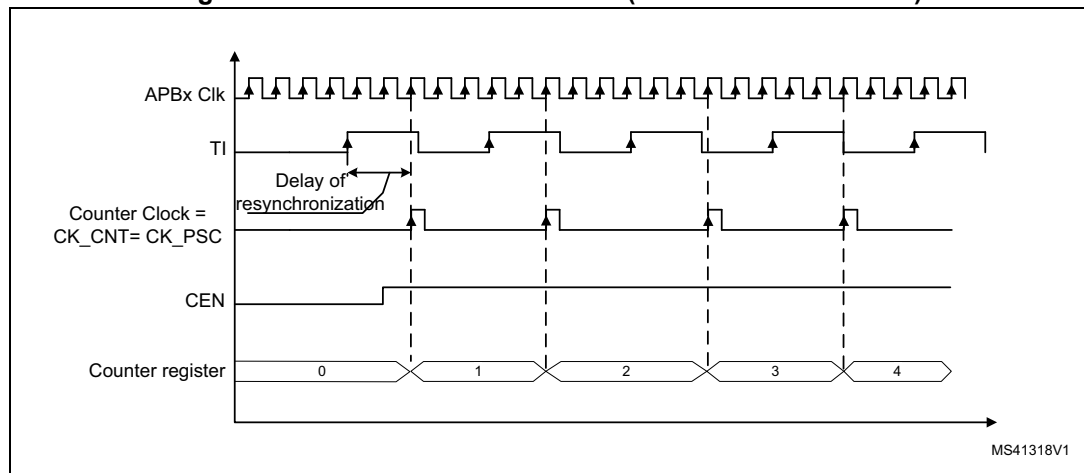 APBx Clk
TI
Delay of
resynchronization
Counter Clock =
CK_CNT= CK_PSC
CEN
Counter register
0
1
2
3
4
MS41318V1